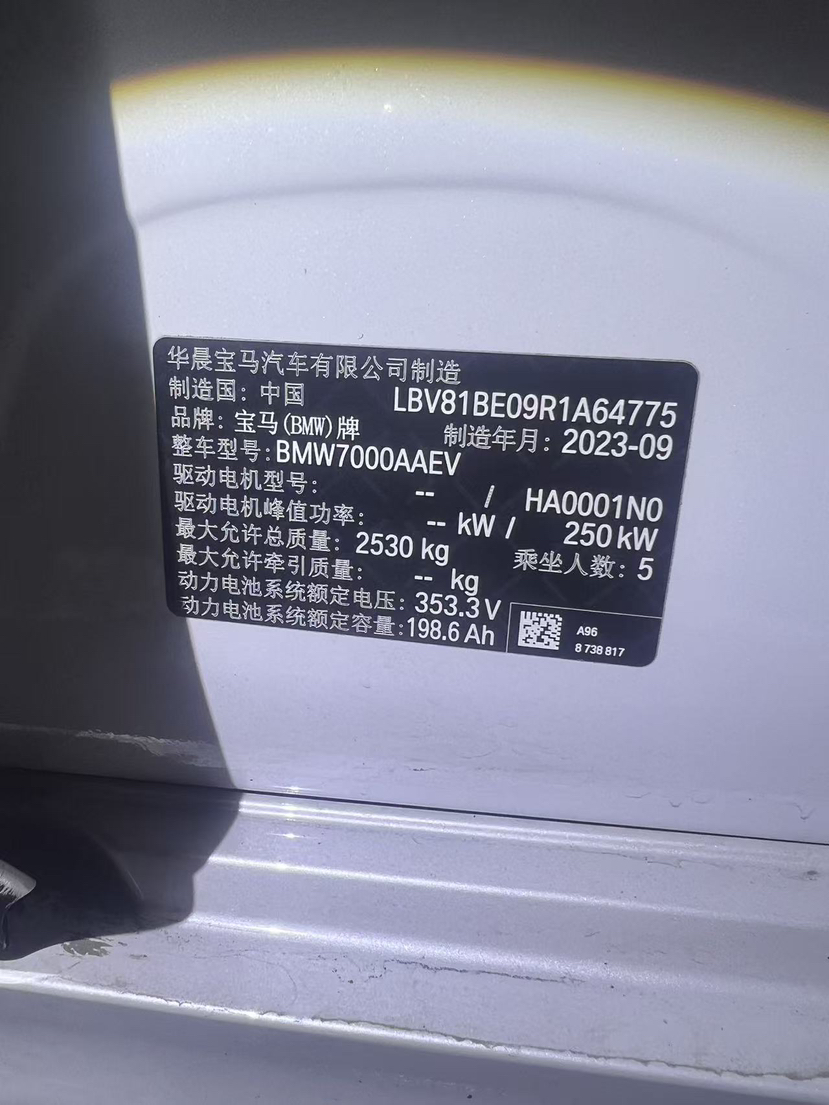 华晨宝马汽车有限公司制造
制造国：中国 LBV81BE09R1A64775
品牌：宝马(BMW)牌 制造年月：2023-09
整车型号：BMW7000AAEV
驱动电机型号： -- / HA0001N0
驱动电机峰值功率： -- kW / 250 kW
最大允许总质量：2530 kg 乘坐人数：5
最大允许牵引质量： -- kg
动力电池系统额定电压：353.3 V
动力电池系统额定容量：198.6 Ah
A96
8 738 817